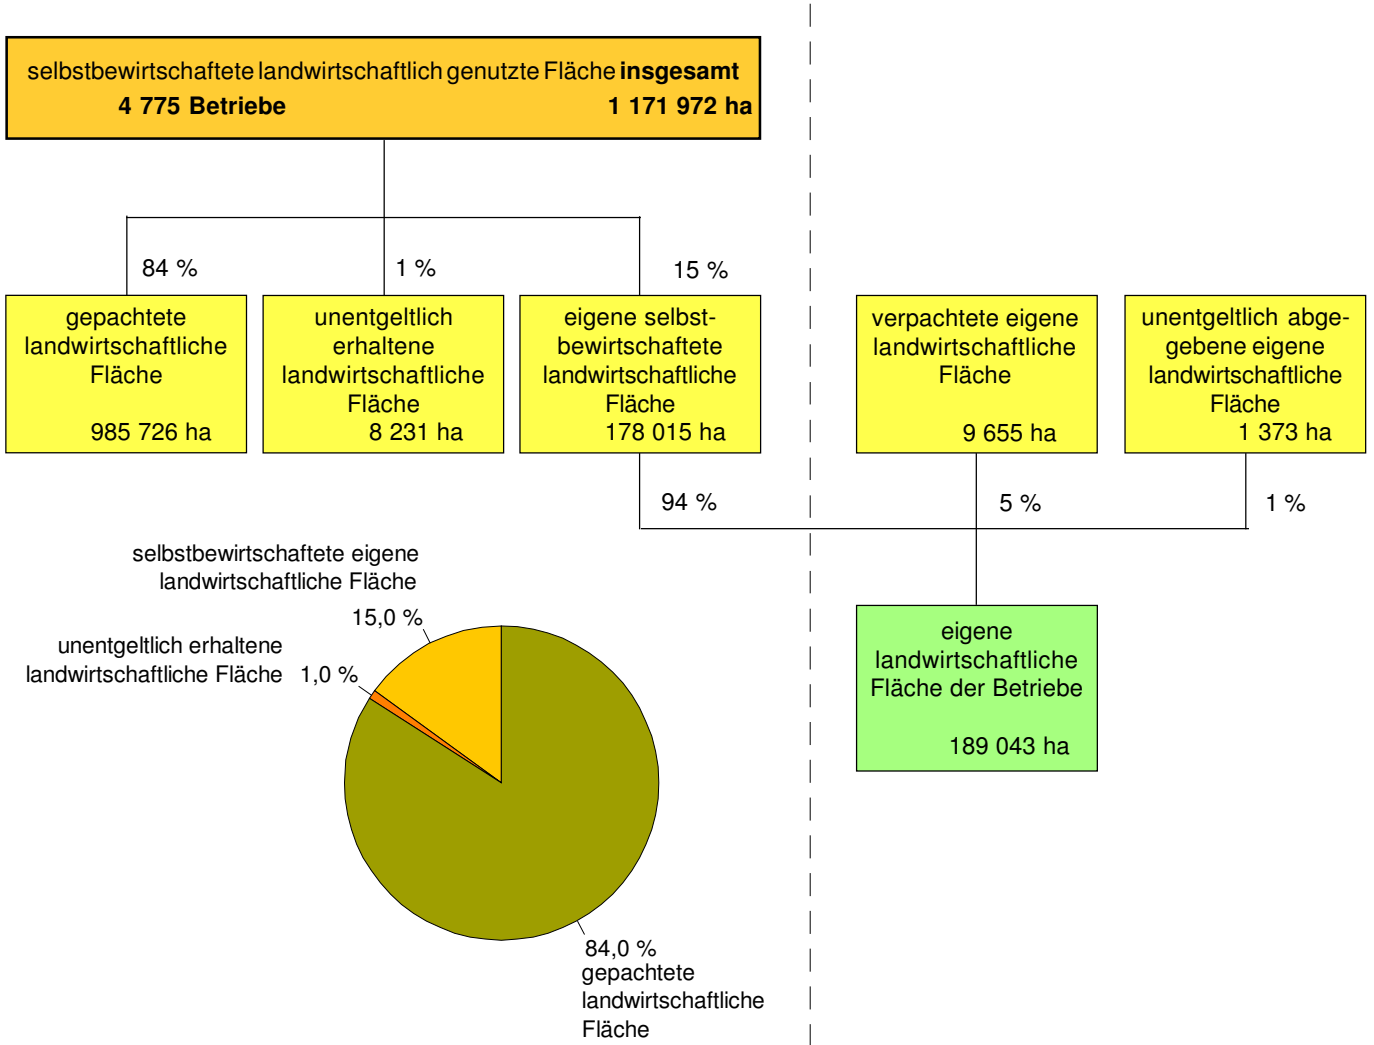 selbstbewirtschaftete landwirtschaftlich genutzte Fläche insgesamt
4 775 Betriebe 1 171 972 ha
84 %
1 %
15 %
gepachtete
landwirtschaftliche
Fläche
985 726 ha
unentgeltlich
erhaltene
landwirtschaftliche
Fläche
8 231 ha
eigene selbst-
bewirtschaftete
landwirtschaftliche
Fläche
178 015 ha
verpachtete eigene
landwirtschaftliche
Fläche
9 655 ha
unentgeltlich abge-
gebene eigene
landwirtschaftliche
Fläche
1 373 ha
94 %
5 %
1 %
eigene
landwirtschaftliche
Fläche der Betriebe
189 043 ha
selbstbewirtschaftete eigene
landwirtschaftliche Fläche
15,0 %
unentgeltlich erhaltene
landwirtschaftliche Fläche 1,0 %
84,0 %
gepachtete
landwirtschaftliche
Fläche